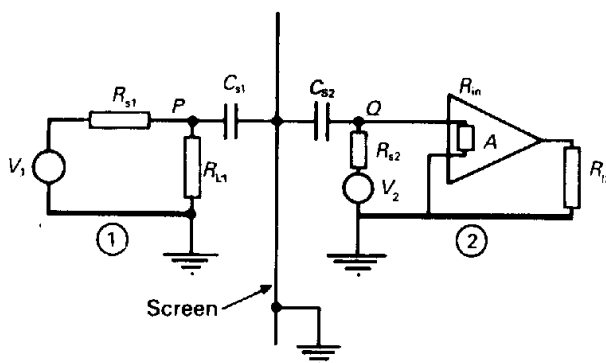 C_s1
C_s2
R_in
R_s1
P
Q
A
V_1
R_L1
R_s2
V_2
1
2
Screen